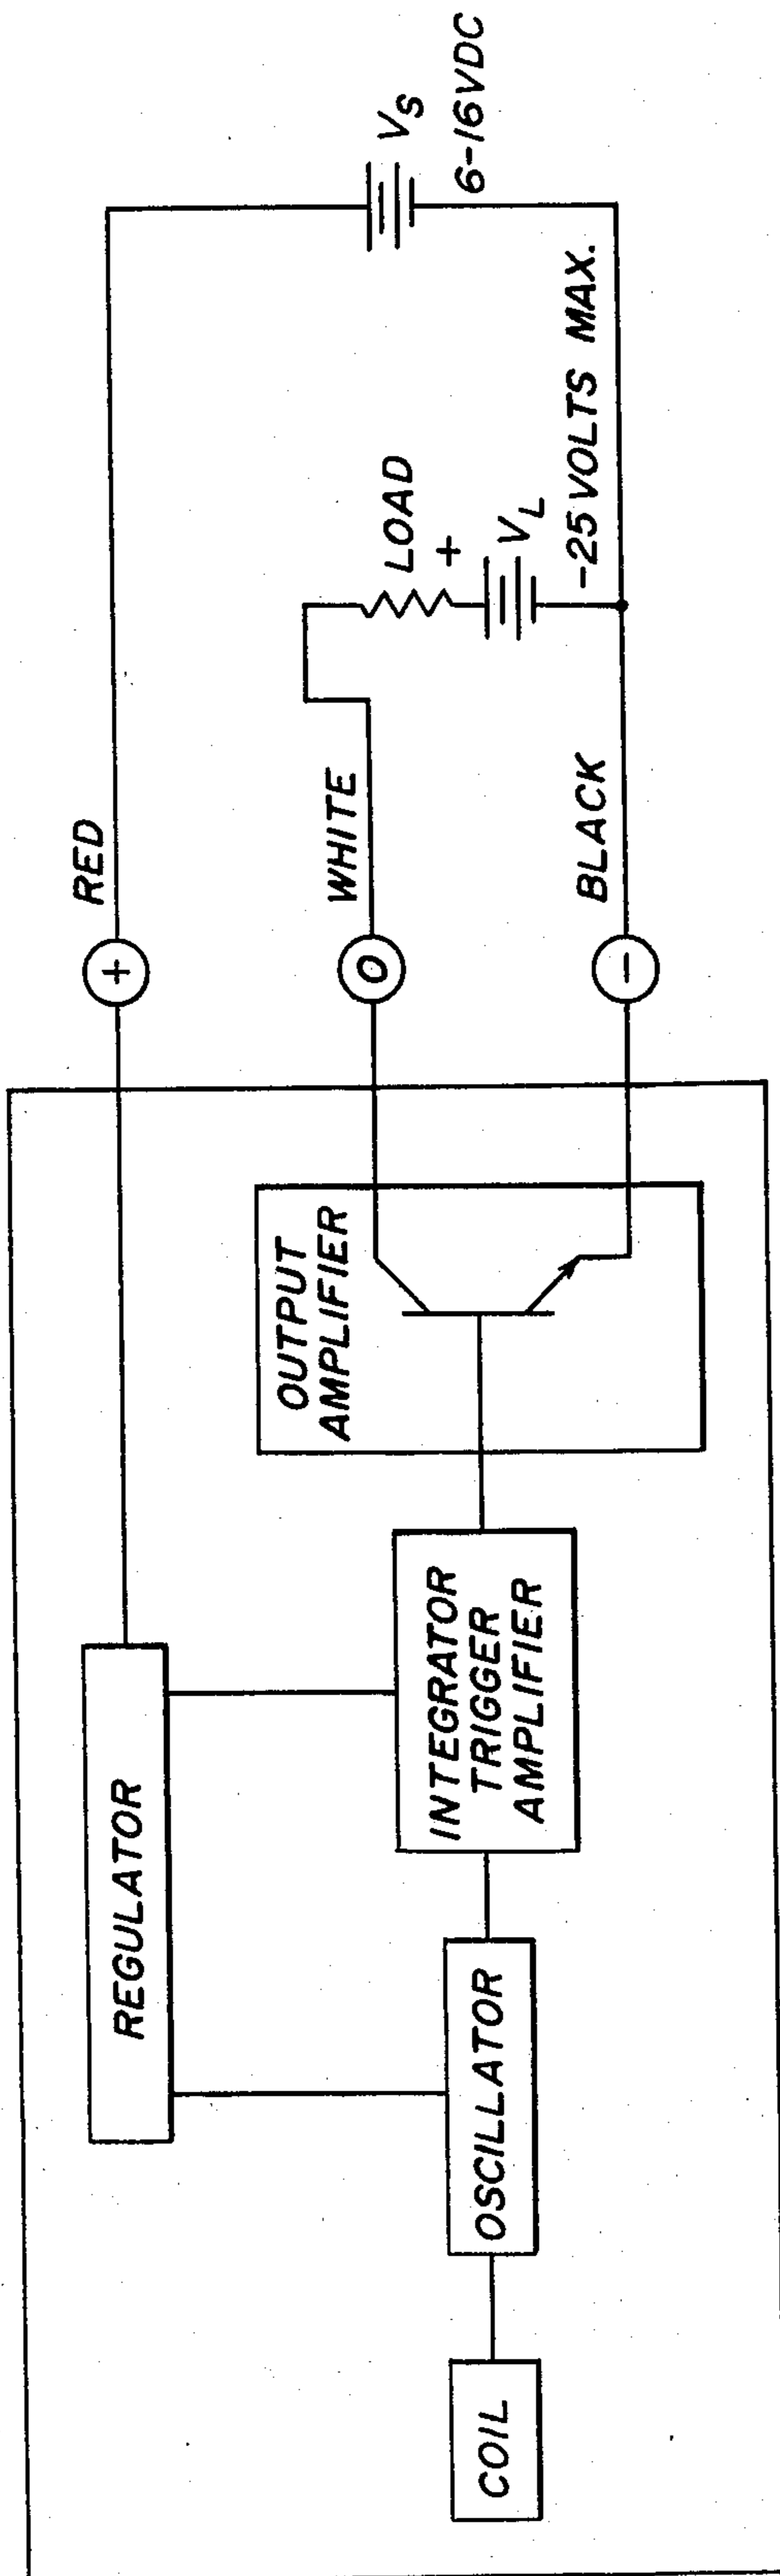 REGULATOR
COIL
OSCILLATOR
INTEGRATOR
TRIGGER
AMPLIFIER
OUTPUT
AMPLIFIER
+
RED
O
WHITE
−
BLACK
LOAD
+
VL
-25 VOLTS MAX.
VS
6-16VDC